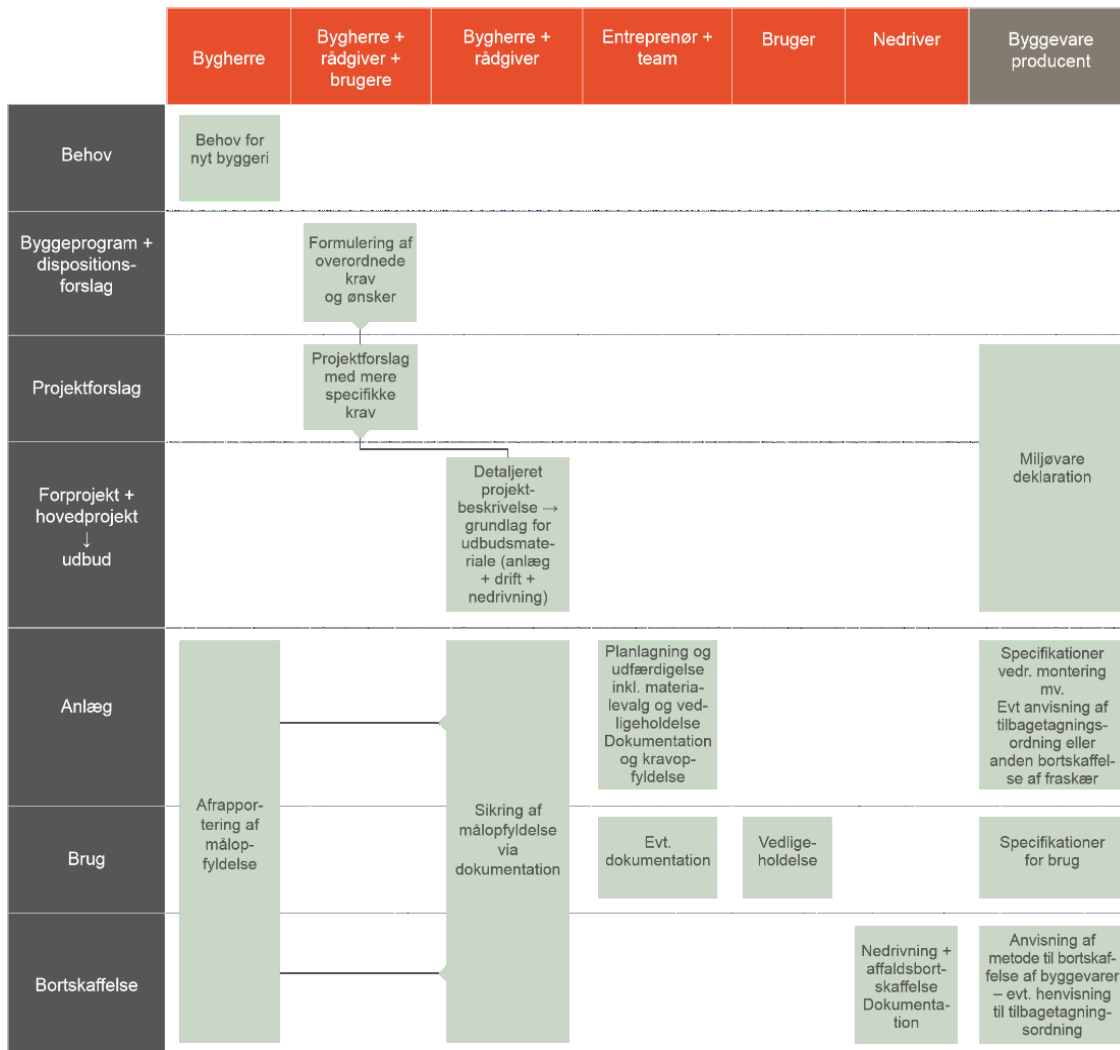 Bygherre
Bygherre +
rådgiver +
brugere
Bygherre +
rådgiver
Entreprenør +
team
Bruger
Nedriver
Byggevare
producent
Behov
Behov for
nyt byggeri
Byggeprogram +
dispositions-
forslag
Formulering af
overordnede
krav
og ønsker
Projektforslag
Projektforslag
med mere
specifikke
krav
Miljøvare
deklaration
Forprojekt +
hovedprojekt
↓
udbud
Detaljeret
projekt-
beskrivelse →
grundlag for
udbudsmate-
riale (anlæg
+ drift +
nedrivning)
Anlæg
Afrappor-
tering af
målop-
fyldelse
Sikring af
målopfyldelse
via
dokumentation
Planlagning og
udfærdigelse
inkl. materia-
levalg og ved-
ligeholdelse
Dokumentation
og kravop-
fyldelse
Specifikationer
vedr. montering
mv.
Evt anvisning af
tilbagetagnings-
ordning eller
anden bortskaffel-
se af fraskær
Brug
Evt.
dokumentation
Vedlige-
holdelse
Specifikationer
for brug
Bortskaffelse
Nedrivning +
affaldsbort-
skaffelse
Dokumenta-
tion
Anvisning af
metode til bortskaf-
felse af byggevarer
– evt. henvisning
til tilbagetagning-
sordning